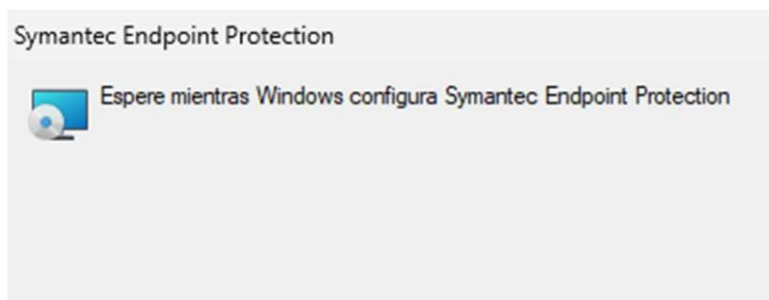 Symantec Endpoint Protection
Espere mientras Windows configura Symantec Endpoint Protection